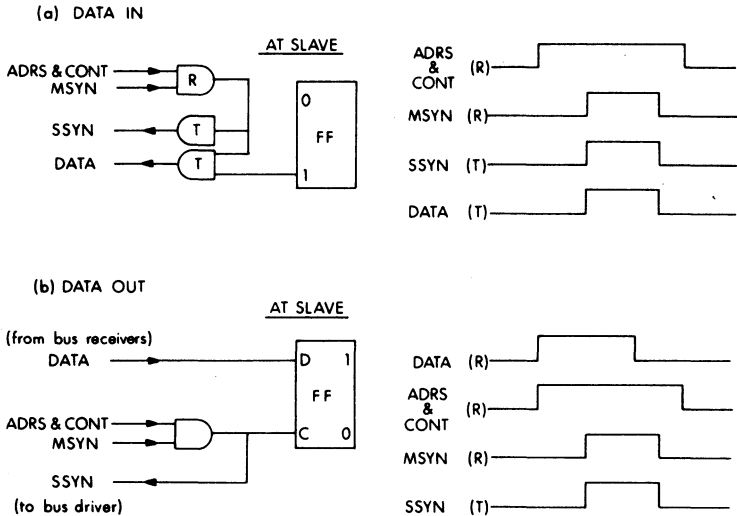 (a) DATA IN
AT SLAVE
ADRS & CONT
MSYN
R
SSYN
T
DATA
T
0
FF
1
ADRS
&
CONT
(R)
MSYN (R)
SSYN (T)
DATA (T)
(b) DATA OUT
AT SLAVE
(from bus receivers)
DATA
D 1
FF
C 0
ADRS & CONT
MSYN
SSYN
(to bus driver)
DATA (R)
ADRS
&
CONT
(R)
MSYN (R)
SSYN (T)